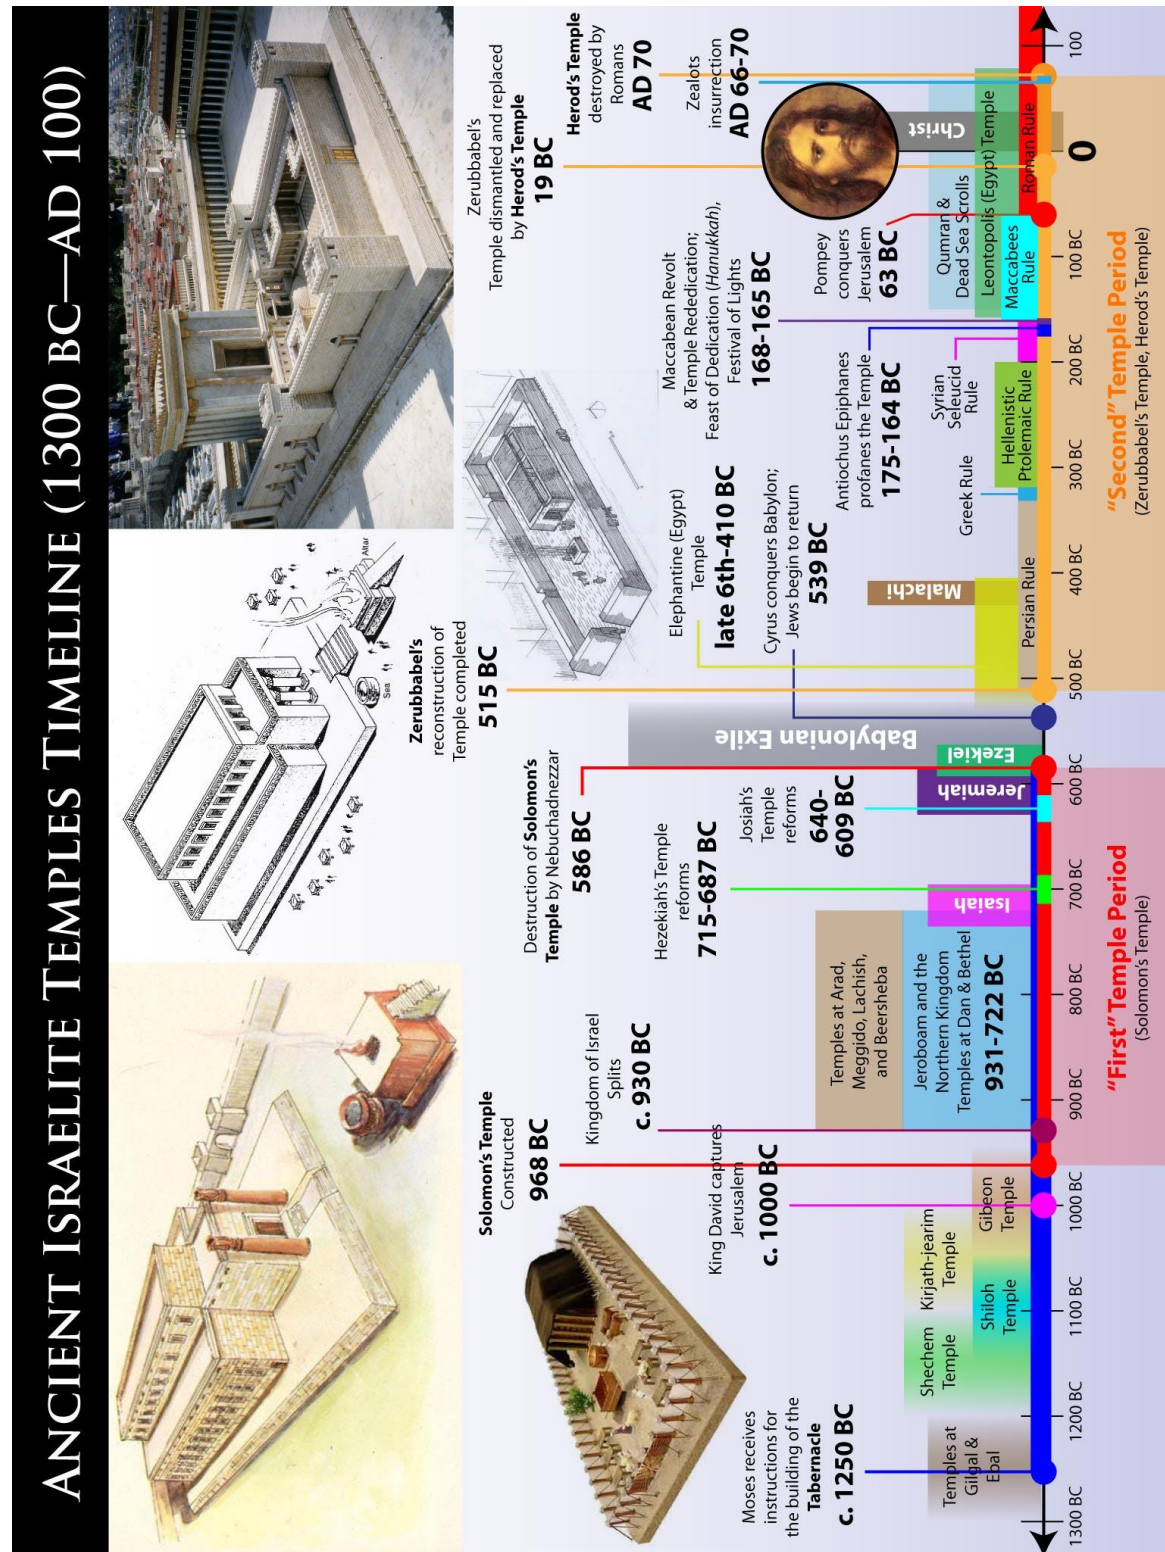 ANCIENT ISRAELITE TEMPLES TIMELINE (1300 BC—AD 100)
Altar
Sea
Moses receives
instructions for
the building of the
Tabernacle
c. 1250 BC
King David captures
Jerusalem
c. 1000 BC
Solomon's Temple
Constructed
968 BC
Kingdom of Israel
Splits
c. 930 BC
Hezekiah's Temple
reforms
715-687 BC
Josiah's
Temple
reforms
640-
609 BC
Destruction of Solomon's
Temple by Nebuchadnezzar
586 BC
Cyrus conquers Babylon;
Jews begin to return
539 BC
Zerubbabel's
reconstruction of
Temple completed
515 BC
Elephantine (Egypt)
Temple
late 6th-410 BC
Antiochus Epiphanes
profanes the Temple
175-164 BC
Maccabean Revolt
& Temple Rededication;
Feast of Dedication (Hanukkah),
Festival of Lights
168-165 BC
Pompey
conquers
Jerusalem
63 BC
Zerubbabel's
Temple dismantled and replaced
by Herod's Temple
19 BC
Zealots
insurrection
AD 66-70
Herod's Temple
destroyed by
Romans
AD 70
Temples at
Gilgal &
Ebal
Shechem
Temple
Shiloh
Temple
Kirjath-jearim
Temple
Gibeon
Temple
Temples at Arad,
Meggido, Lachish,
and Beersheba
Jeroboam and the
Northern Kingdom
Temples at Dan & Bethel
931-722 BC
Isaiah
Jeremiah
Ezekiel
Babylonian Exile
Malachi
Persian Rule
Greek Rule
Hellenistic
Ptolemaic Rule
Syrian
Seleucid
Rule
Maccabees
Rule
Qumran &
Dead Sea Scrolls
Leontopolis (Egypt) Temple
Roman Rule
Christ
1300 BC
1200 BC
1100 BC
1000 BC
900 BC
800 BC
700 BC
600 BC
500 BC
400 BC
300 BC
200 BC
100 BC
0
100
"First" Temple Period
(Solomon's Temple)
"Second" Temple Period
(Zerubbabel's Temple, Herod's Temple)